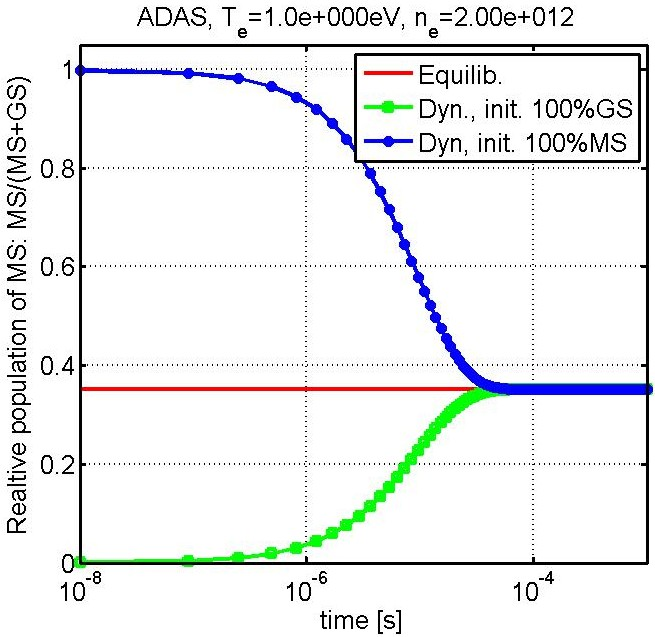 ADAS, T_e=1.0e+000eV, n_e=2.00e+012
Realtive population of MS: MS/(MS+GS)
1
0.8
0.6
0.4
0.2
0
Equilib.
Dyn., init. 100%GS
Dyn, init. 100%MS
10^-8
10^-6
10^-4
time [s]